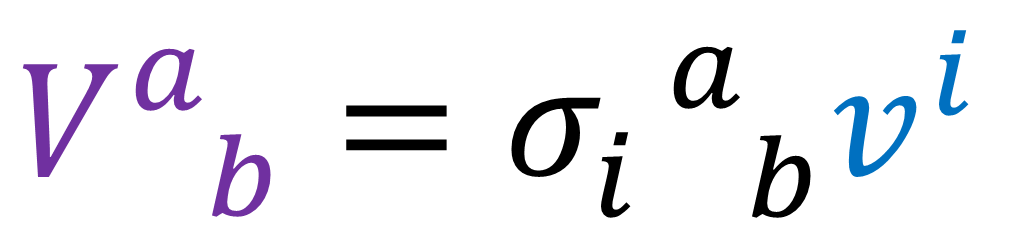 V^a_b = σ_i^a_b v^i